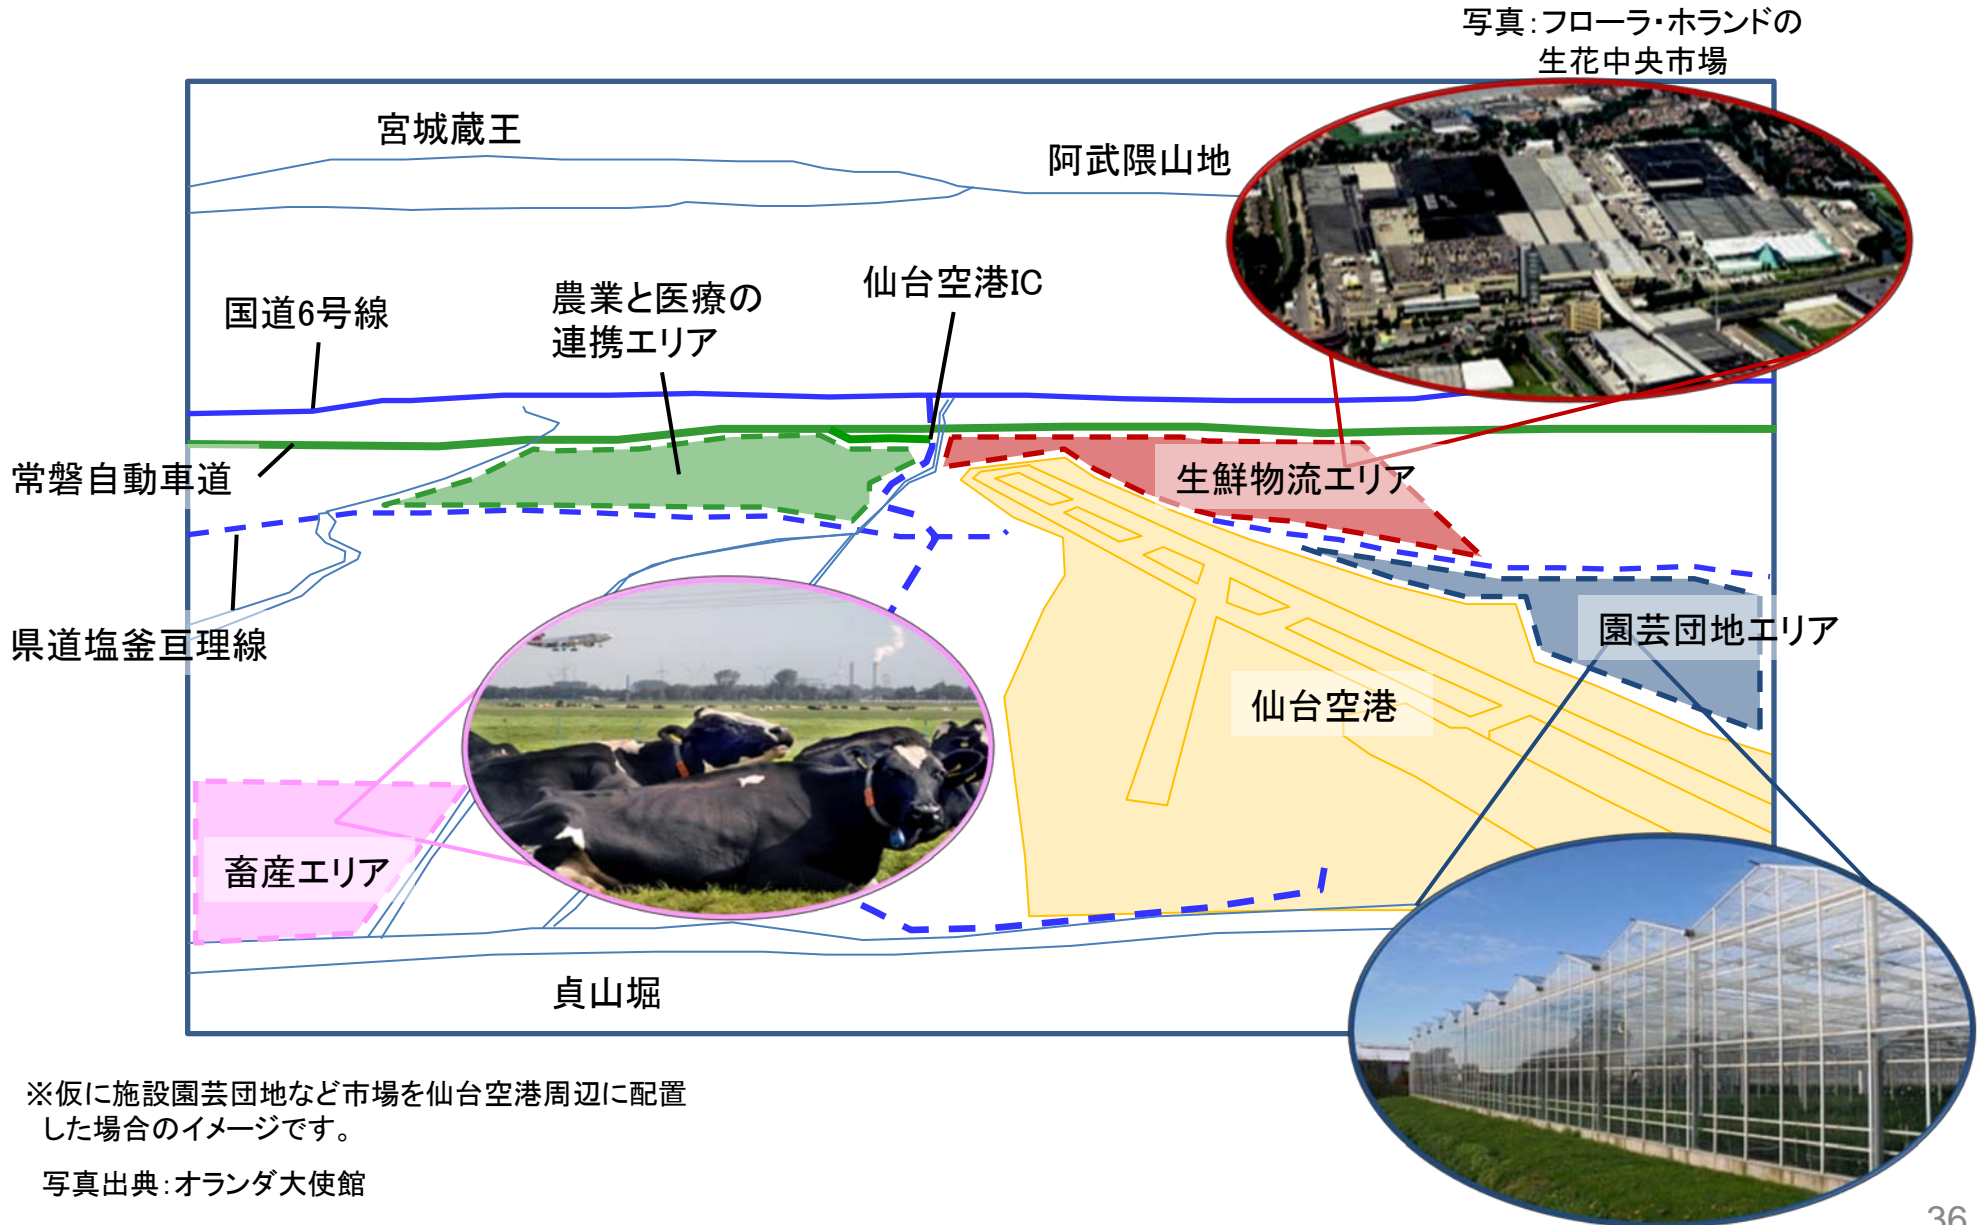 写真：フローラ・ホランドの
生花中央市場
宮城蔵王
阿武隈山地
国道6号線
農業と医療の
連携エリア
仙台空港IC
常磐自動車道
生鮮物流エリア
県道塩釜亘理線
園芸団地エリア
仙台空港
畜産エリア
貞山堀
※仮に施設園芸団地など市場を仙台空港周辺に配置
した場合のイメージです。
写真出典：オランダ大使館
36